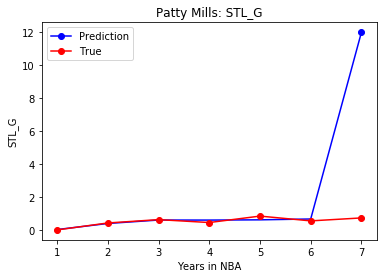 Patty Mills: STL_G
Prediction
True
12
10
8
6
4
2
0
STL_G
1 2 3 4 5 6 7
Years in NBA